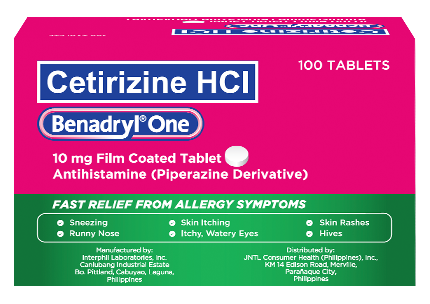 Cetirizine HCl
100 TABLETS
Cetirizine HCl
Benadryl® One
10 mg Film Coated Tablet
Antihistamine (Piperazine Derivative)
FAST RELIEF FROM ALLERGY SYMPTOMS
Sneezing
Skin Itching
Skin Rashes
Runny Nose
Itchy, Watery Eyes
Hives
Manufactured by:
Interphil Laboratories, Inc.
Canlubang Industrial Estate
Bo. Pittland, Cabuyao, Laguna,
Philippines
Distributed by:
JNTL Consumer Health (Philippines), Inc.,
KM 14 Edison Road, Merville,
Parañaque City,
Philippines